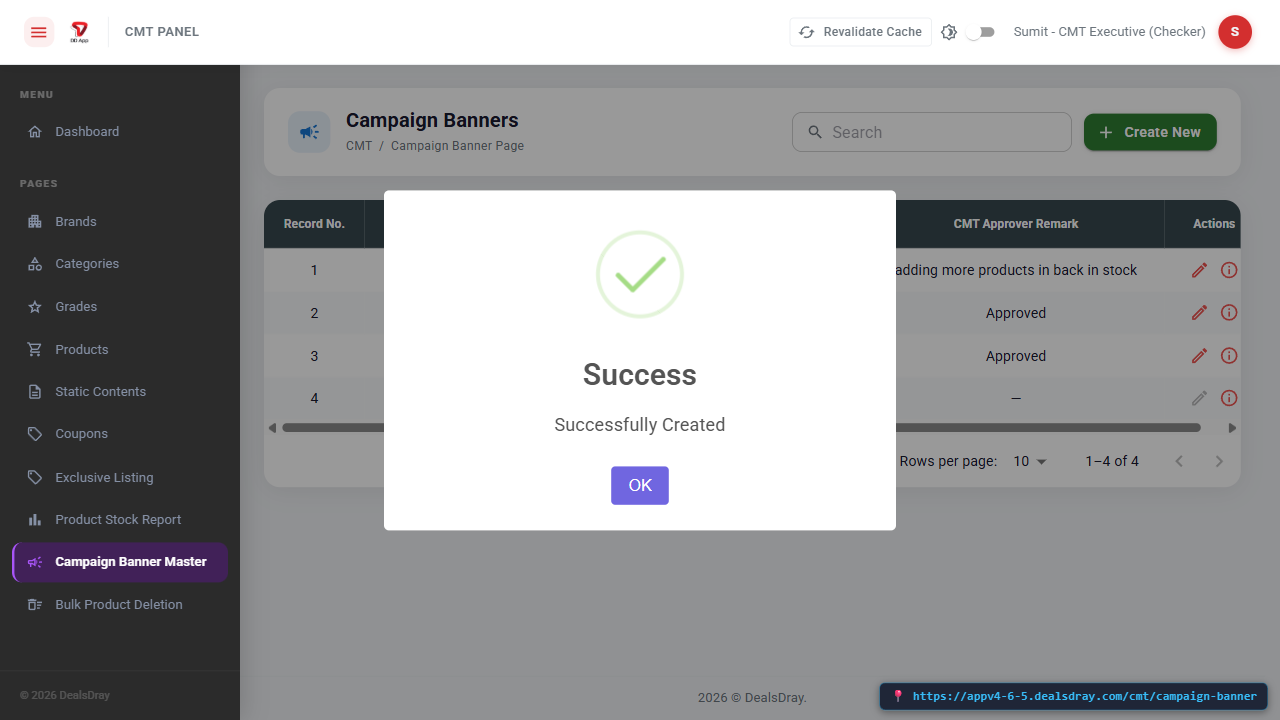 DD App
CMT PANEL
Revalidate Cache
Sumit - CMT Executive (Checker)
S
MENU
Dashboard
PAGES
Brands
Categories
Grades
Products
Static Contents
Coupons
Exclusive Listing
Product Stock Report
Campaign Banner Master
Bulk Product Deletion
© 2026 DealsDray
Campaign Banners
CMT / Campaign Banner Page
Search
Create New
Record No.
CMT Approver Remark
Actions
1
adding more products in back in stock
2
Approved
3
Approved
4
—
Rows per page:
10
1–4 of 4
Success
Successfully Created
OK
2026 © DealsDray.
https://appv4-6-5.dealsdray.com/cmt/campaign-banner